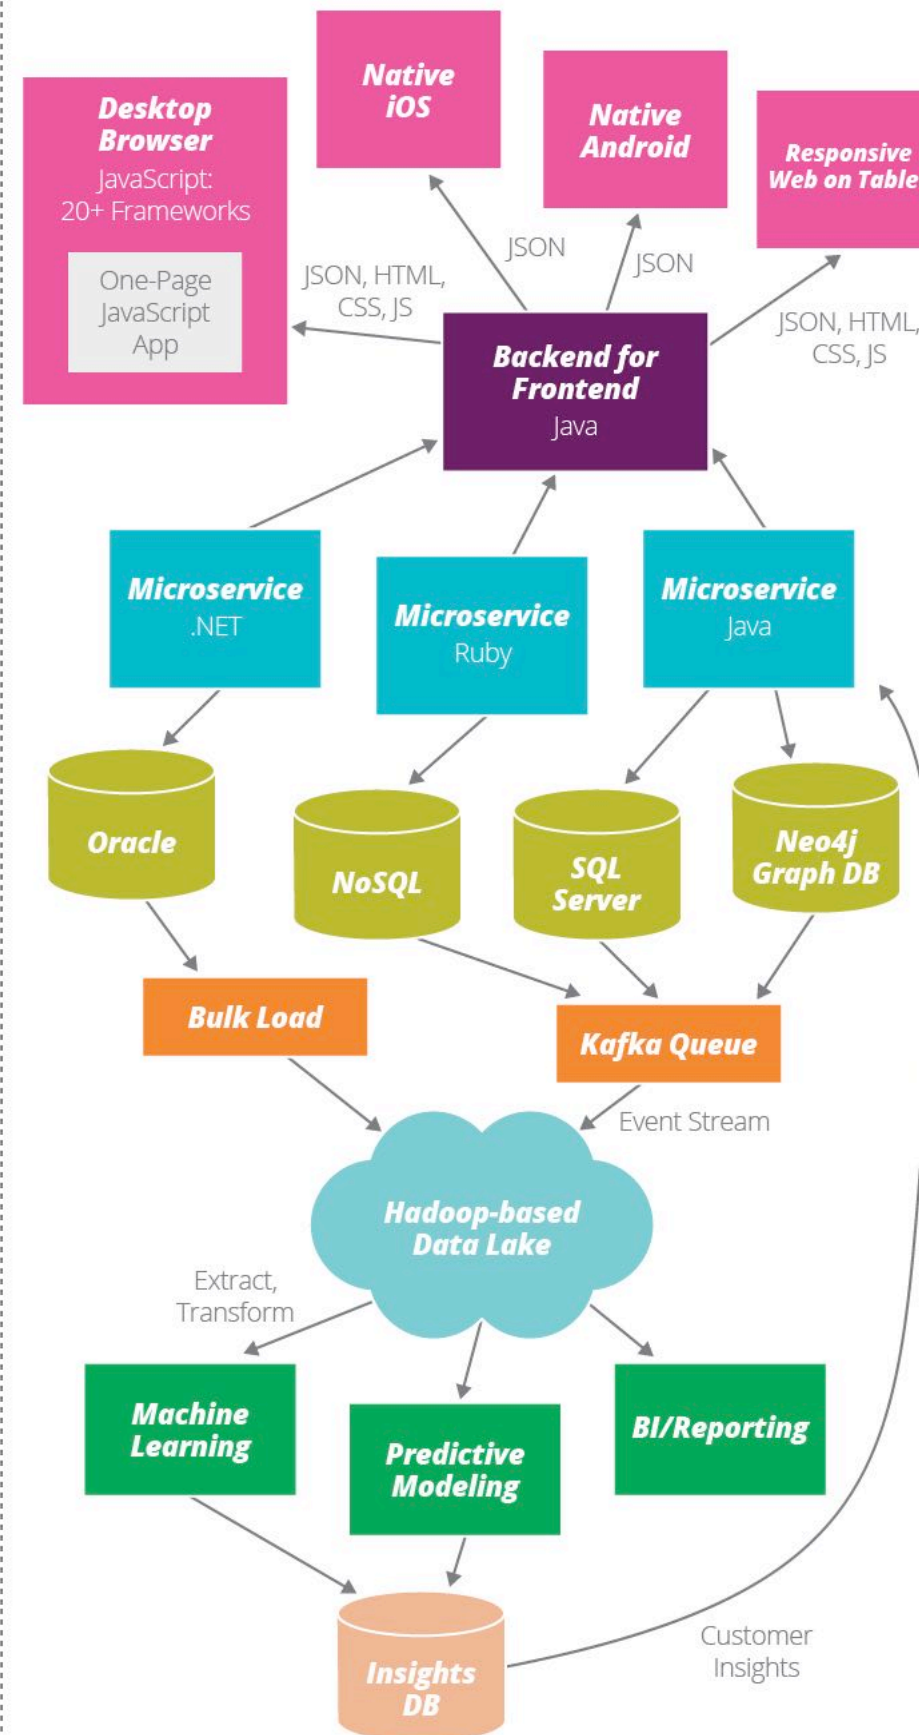 Native
iOS
Native
Android
Desktop
Browser
JavaScript:
20+ Frameworks
One-Page
JavaScript
App
Responsive
Web on Table
JSON
JSON
JSON, HTML,
CSS, JS
JSON, HTML,
CSS, JS
Backend for
Frontend
Java
Microservice
.NET
Microservice
Ruby
Microservice
Java
Oracle
NoSQL
SQL
Server
Neo4j
Graph DB
Bulk Load
Kafka Queue
Event Stream
Hadoop-based
Data Lake
Extract,
Transform
Machine
Learning
Predictive
Modeling
BI/Reporting
Insights
DB
Customer
Insights